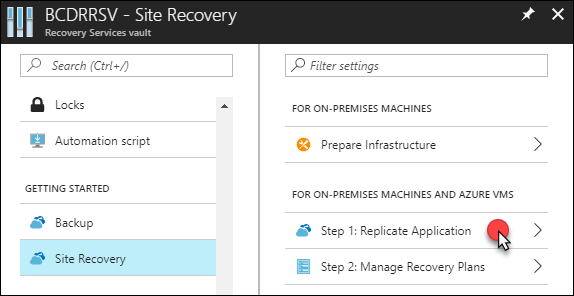 BCDRRSV - Site Recovery
Recovery Services vault
Search (Ctrl+/)
Locks
Automation script
GETTING STARTED
Backup
Site Recovery
Filter settings
FOR ON-PREMISES MACHINES
Prepare Infrastructure
FOR ON-PREMISES MACHINES AND AZURE VMS
Step 1: Replicate Application
Step 2: Manage Recovery Plans